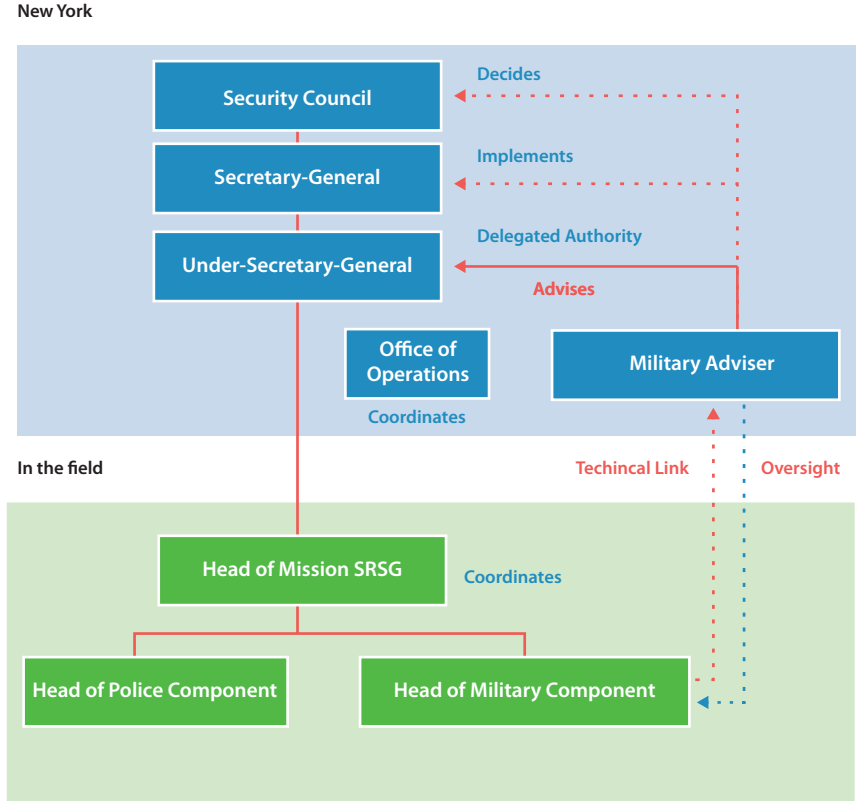 New York
Security Council
Decides
Secretary-General
Implements
Under-Secretary-General
Delegated Authority
Advises
Office of
Operations
Coordinates
Military Adviser
In the field
Techincal Link
Oversight
Head of Mission SRSG
Coordinates
Head of Police Component
Head of Military Component